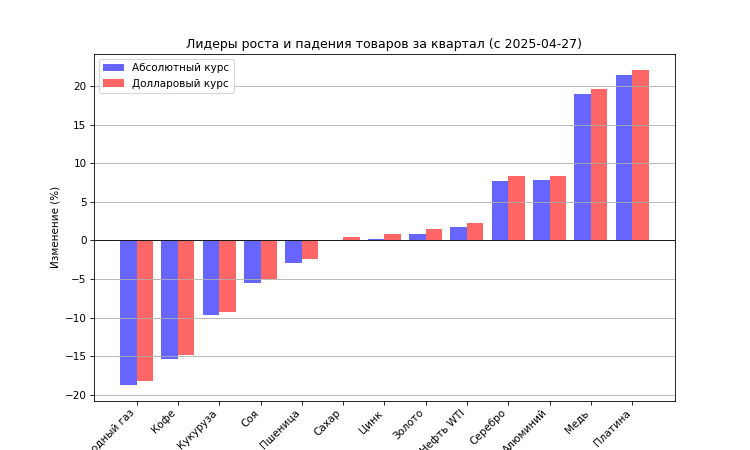 Лидеры роста и падения товаров за квартал (с 2025-04-27)
Абсолютный курс
Долларовый курс
Изменение (%)
20
15
10
5
0
−5
−10
−15
−20
газ
Кофе
Кукуруза
Соя
Пшеница
Сахар
Цинк
Золото
Нефть WTI
Серебро
Алюминий
Медь
Платина